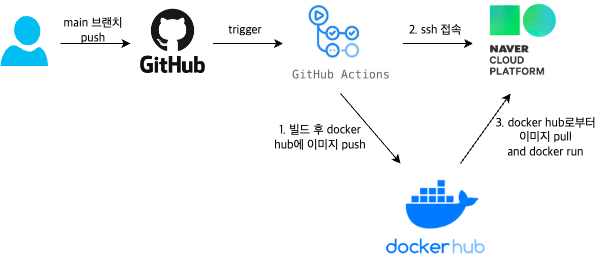 main 브랜치
push
GitHub
trigger
GitHub Actions
2. ssh 접속
NAVER
CLOUD
PLATFORM
1. 빌드 후 docker
hub에 이미지 push
3. docker hub로부터
이미지 pull
and docker run
dockerhub